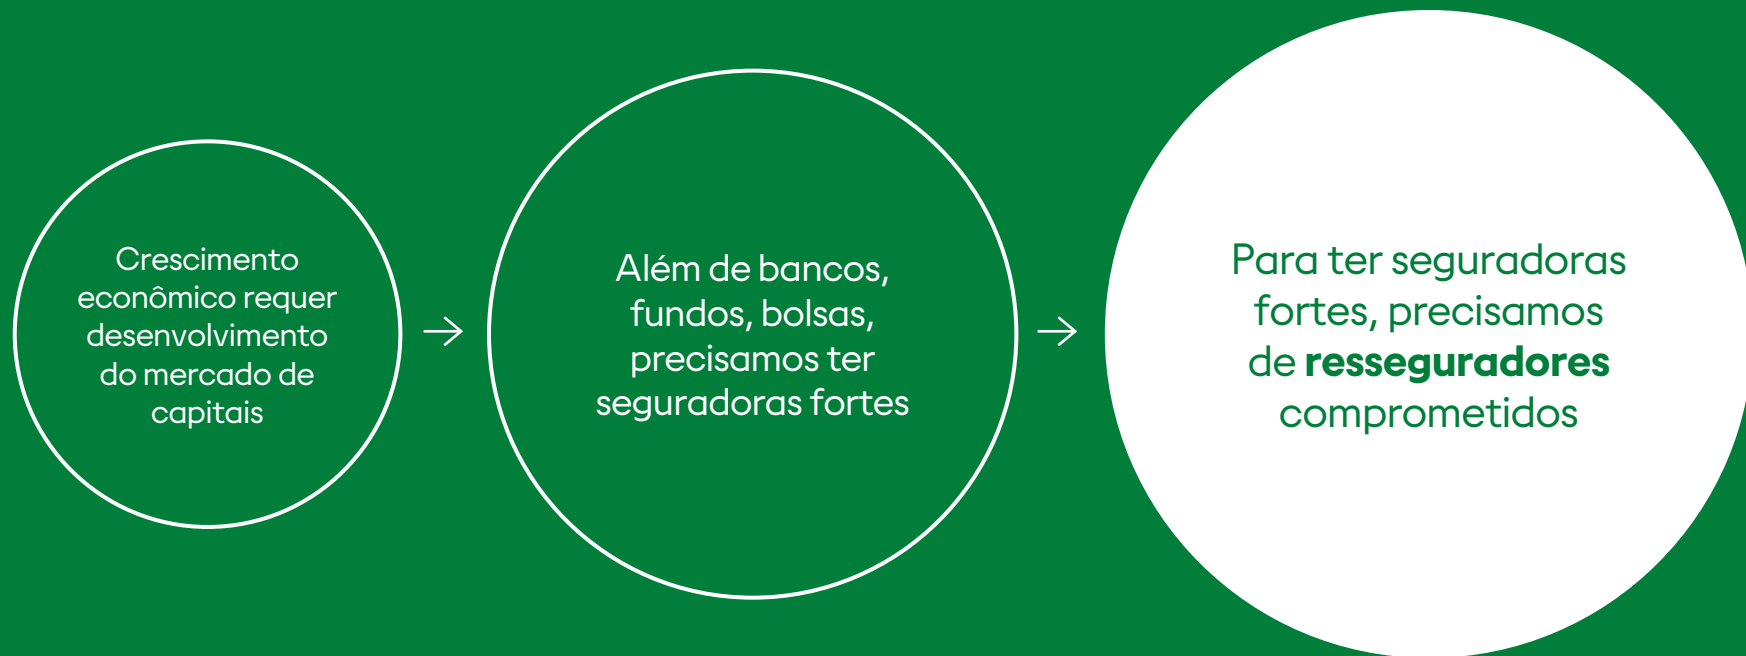 Crescimento
econômico requer
desenvolvimento
do mercado de
capitais
Além de bancos,
fundos, bolsas,
precisamos ter
seguradoras fortes
Para ter seguradoras
fortes, precisamos
de resseguradores
comprometidos